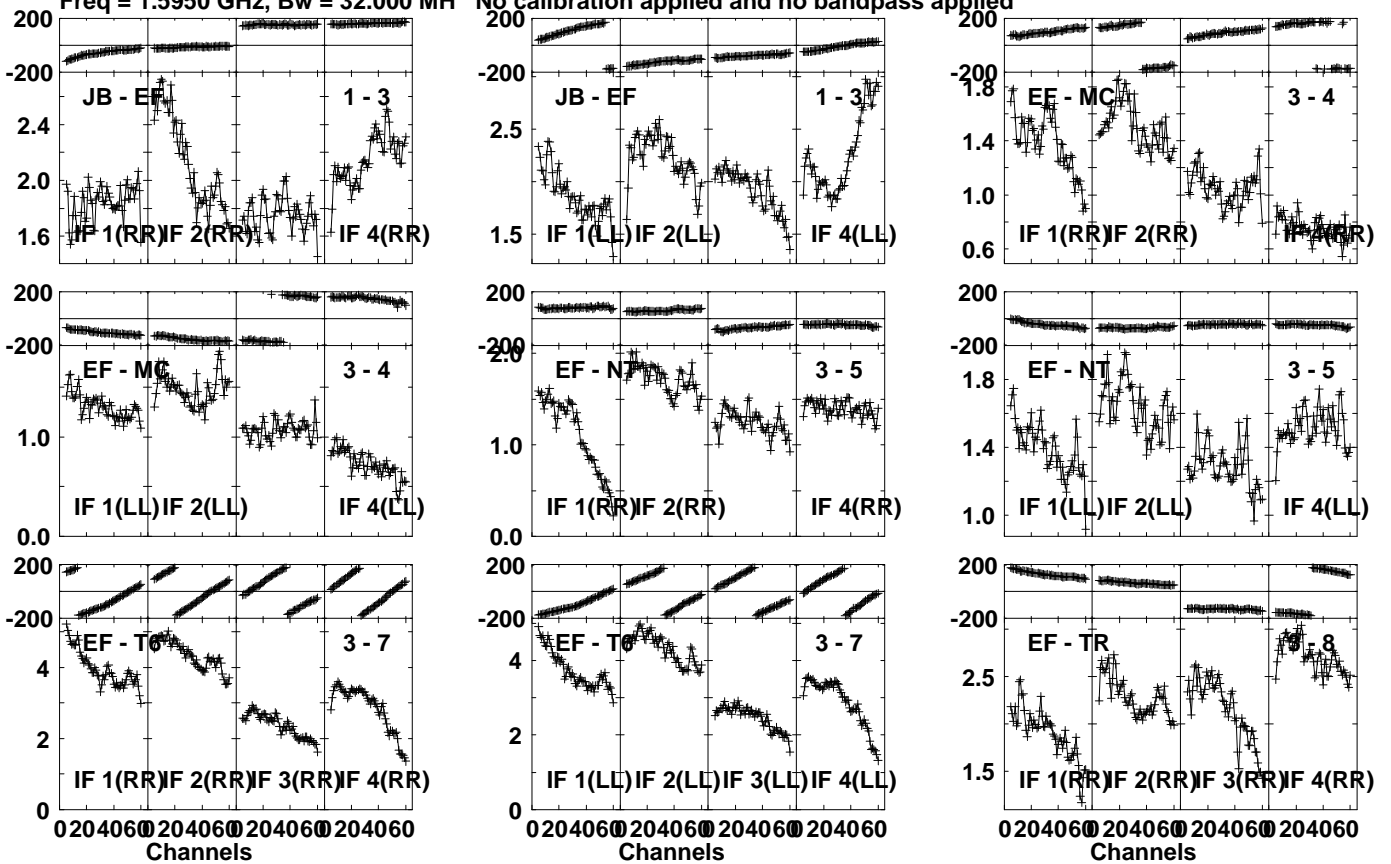 Freq = 1.5950 GHz, Bw = 32.000 MH No calibration applied and no bandpass applied
200 200 200
-200 -200 -200
JB - EF 1 - 3 JB - EF 1 - 3 EF - MC 3 - 4
2.4 2.0 1.6
2.5 1.5
1.8 1.4 1.0 0.6
IF 1(RR) IF 2(RR) IF 4(RR) IF 1(LL) IF 2(LL) IF 4(LL) IF 1(RR) IF 2(RR) IF 4(RR)
200 200 200
-200 -200 -200
EF - MC 3 - 4 EF - NT 3 - 5 EF - NT 3 - 5
1.0 0.0
2.0 1.0 0.0
1.8 1.4 1.0
IF 1(LL) IF 2(LL) IF 4(LL) IF 1(RR) IF 2(RR) IF 4(RR) IF 1(LL) IF 2(LL) IF 4(LL)
200 200 200
-200 -200 -200
EF - T6 3 - 7 EF - T6 3 - 7 EF - TR 3 - 8
4 2 0
4 2 0
2.5 1.5
IF 1(RR) IF 2(RR) IF 3(RR) IF 4(RR) IF 1(LL) IF 2(LL) IF 3(LL) IF 4(LL) IF 1(RR) IF 2(RR) IF 3(RR) IF 4(RR)
0 20 40 60 0 20 40 60 0 20 40 60 0 20 40 60 0 20 40 60 0 20 40 60 0 20 40 60 0 20 40 60 0 20 40 60 0 20 40 60 0 20 40 60 0 20 40 60
Channels Channels Channels